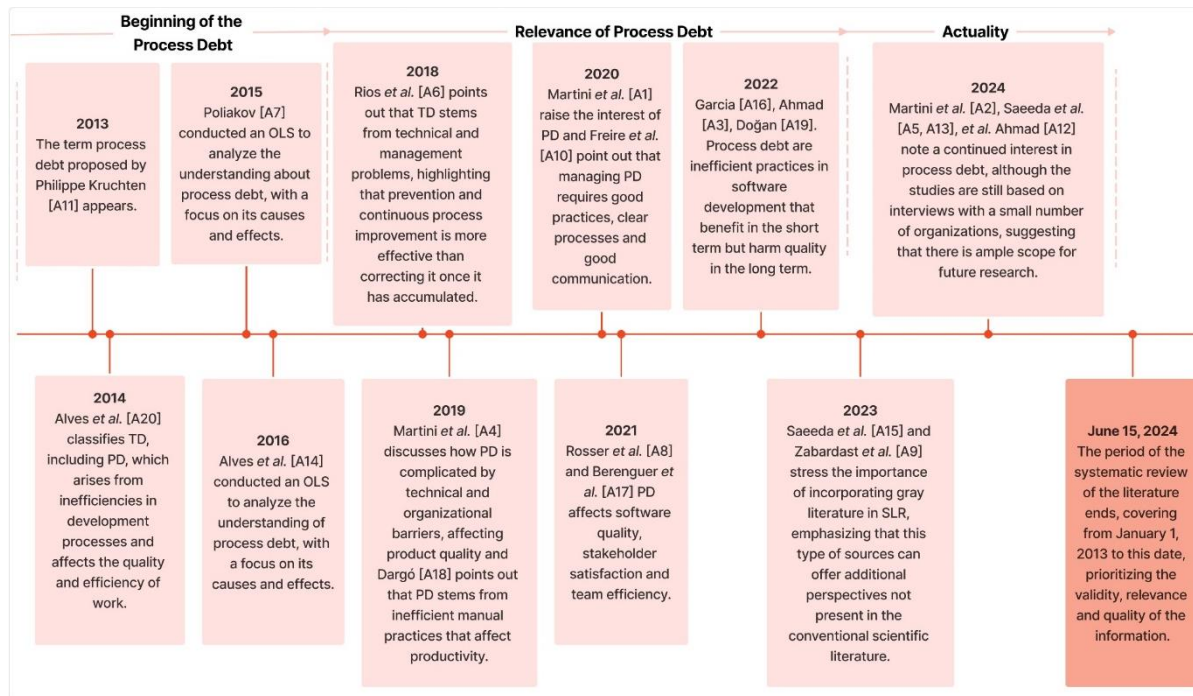 Beginning of the
Process Debt
Relevance of Process Debt
Actuality
2013
The term process
debt proposed by
Philippe Kruchten
[A11] appears.
2015
Poliakov [A7]
conducted an OLS to
analyze the
understanding about
process debt, with a
focus on its causes
and effects.
2018
Rios et al. [A6] points
out that TD stems
from technical and
management
problems, highlighting
that prevention and
continuous process
improvement is more
effective than
correcting it once it
has accumulated.
2020
Martini et al. [A1]
raise the interest of
PD and Freire et al.
[A10] point out that
managing PD
requires good
practices, clear
processes and
good
communication.
2022
Garcia [A16], Ahmad
[A3], Doğan [A19].
Process debt are
inefficient practices in
software
development that
benefit in the short
term but harm quality
in the long term.
2024
Martini et al. [A2], Saeeda et al.
[A5, A13], et al. Ahmad [A12]
note a continued interest in
process debt, although the
studies are still based on
interviews with a small number
of organizations, suggesting
that there is ample scope for
future research.
2014
Alves et al. [A20]
classifies TD,
including PD, which
arises from
inefficiencies in
development
processes and
affects the quality
and efficiency of
work.
2016
Alves et al. [A14]
conducted an OLS
to analyze the
understanding of
process debt, with
a focus on its
causes and effects.
2019
Martini et al. [A4]
discusses how PD is
complicated by
technical and
organizational
barriers, affecting
product quality and
Dargó [A18] points out
that PD stems from
inefficient manual
practices that affect
productivity.
2021
Rosser et al. [A8]
and Berenguer et
al. [A17] PD
affects software
quality,
stakeholder
satisfaction and
team efficiency.
2023
Saeeda et al. [A15] and
Zabardast et al. [A9]
stress the importance
of incorporating gray
literature in SLR,
emphasizing that this
type of sources can
offer additional
perspectives not
present in the
conventional scientific
literature.
June 15, 2024
The period of the
systematic review
of the literature
ends, covering
from January 1,
2013 to this date,
prioritizing the
validity, relevance
and quality of the
information.